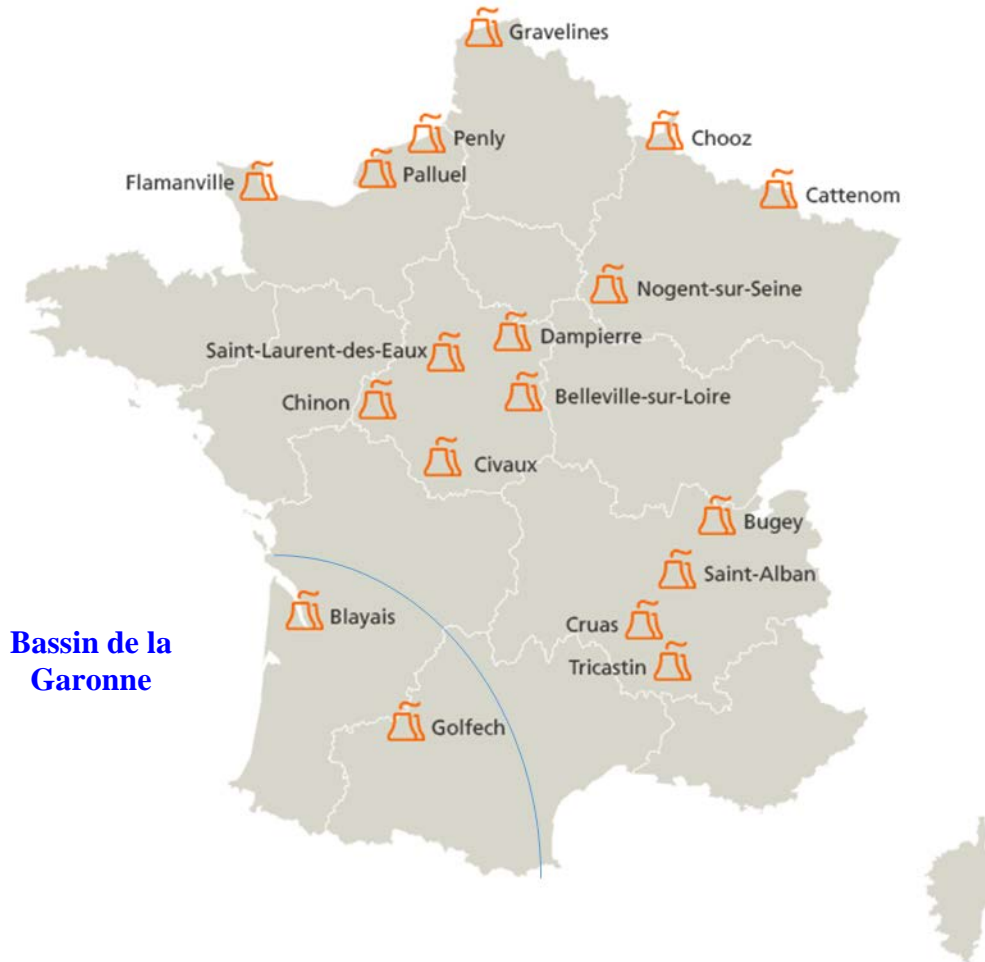 Gravelines
Penly
Chooz
Palluel
Flamanville
Cattenom
Nogent-sur-Seine
Dampierre
Saint-Laurent-des-Eaux
Belleville-sur-Loire
Chinon
Civaux
Bugey
Saint-Alban
Blayais
Cruas
Bassin de la
Garonne
Tricastin
Golfech